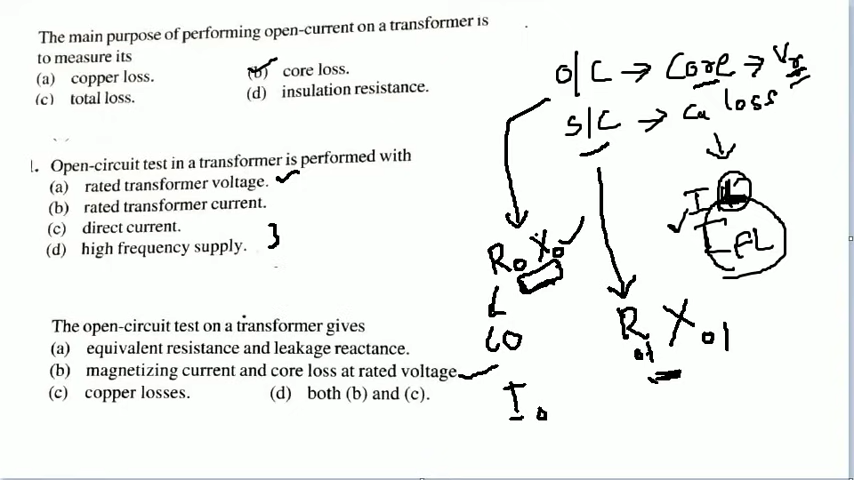 The main purpose of performing open-current on a transformer is
to measure its
(a) copper loss.
(b) core loss.
(c) total loss.
(d) insulation resistance.
1. Open-circuit test in a transformer is performed with
(a) rated transformer voltage.
(b) rated transformer current.
(c) direct current.
(d) high frequency supply.
The open-circuit test on a transformer gives
(a) equivalent resistance and leakage reactance.
(b) magnetizing current and core loss at rated voltage
(c) copper losses. (d) both (b) and (c).
O/C → Core → Vr
S/C → Cu loss
I FL
R0 X0
R01 X01
I0